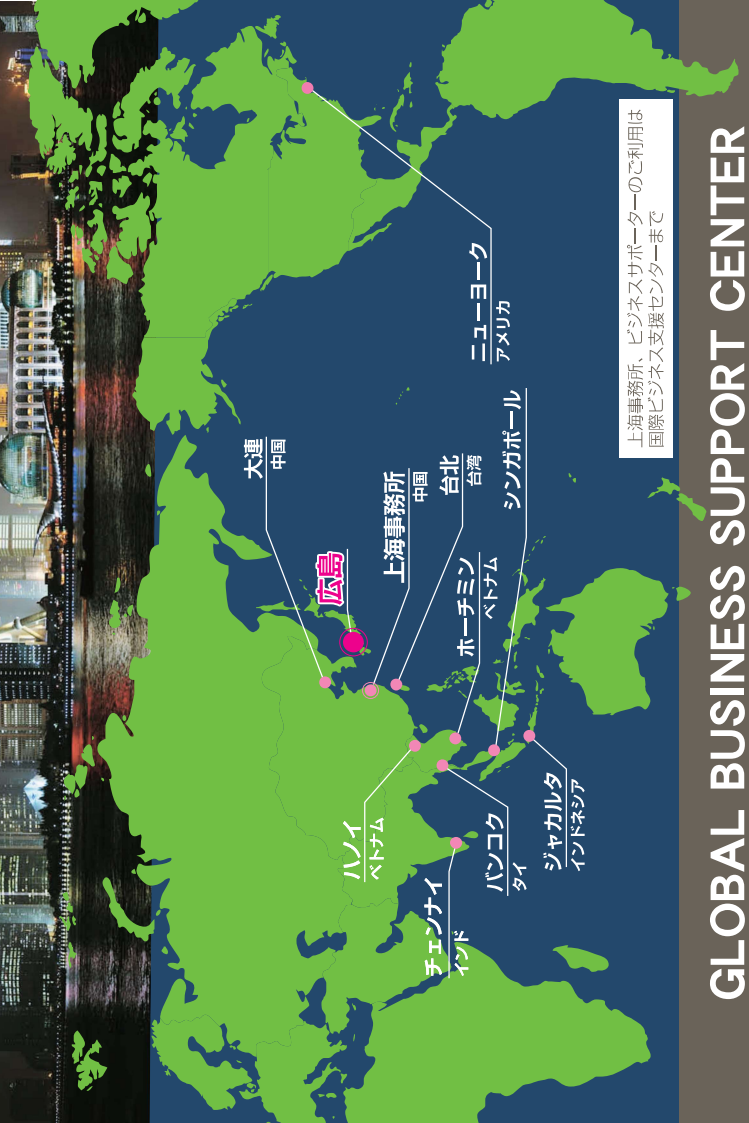 大連
中国
広島
上海事務所
中国
台北
台湾
ニューヨーク
アメリカ
シンガポール
ホーチミン
ベトナム
ハノイ
ベトナム
チェンナイ
インド
バンコク
タイ
ジャカルタ
インドネシア
上海事務所、ビジネスサポーターのご利用は
国際ビジネス支援センターまで
GLOBAL BUSINESS SUPPORT CENTER